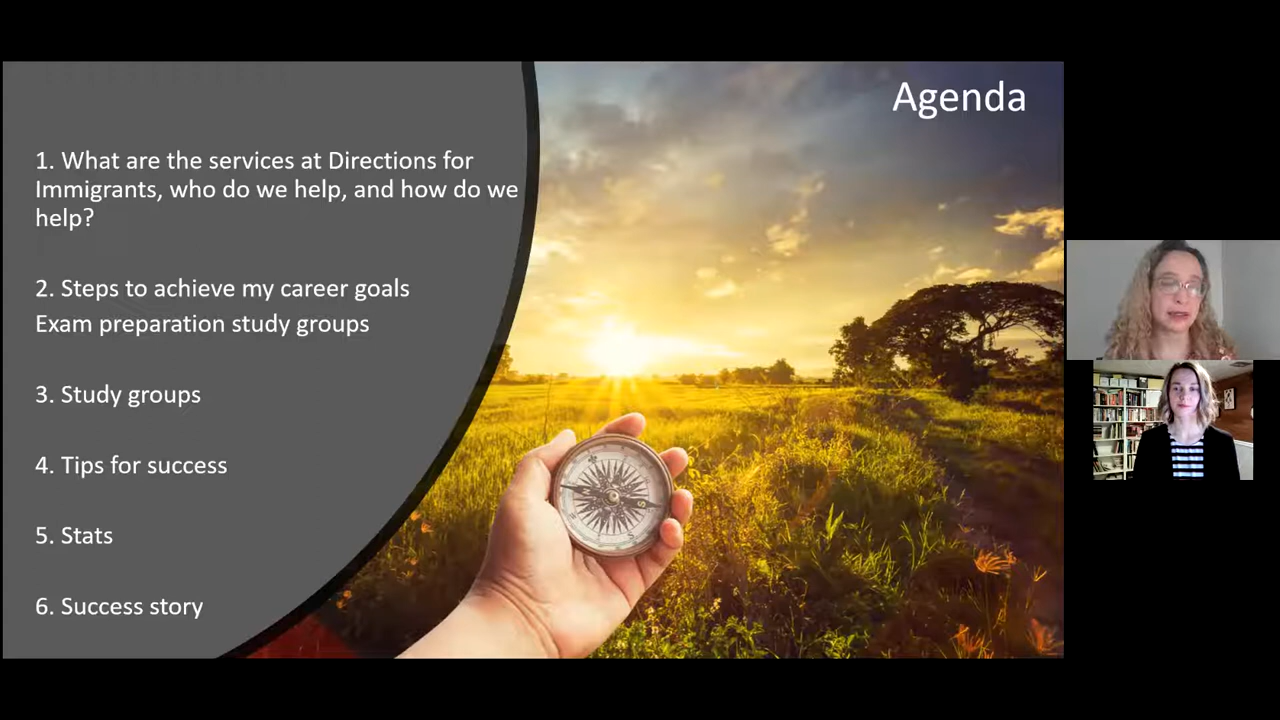 Agenda
1. What are the services at Directions for
Immigrants, who do we help, and how do we
help?
2. Steps to achieve my career goals
Exam preparation study groups
3. Study groups
4. Tips for success
5. Stats
6. Success story